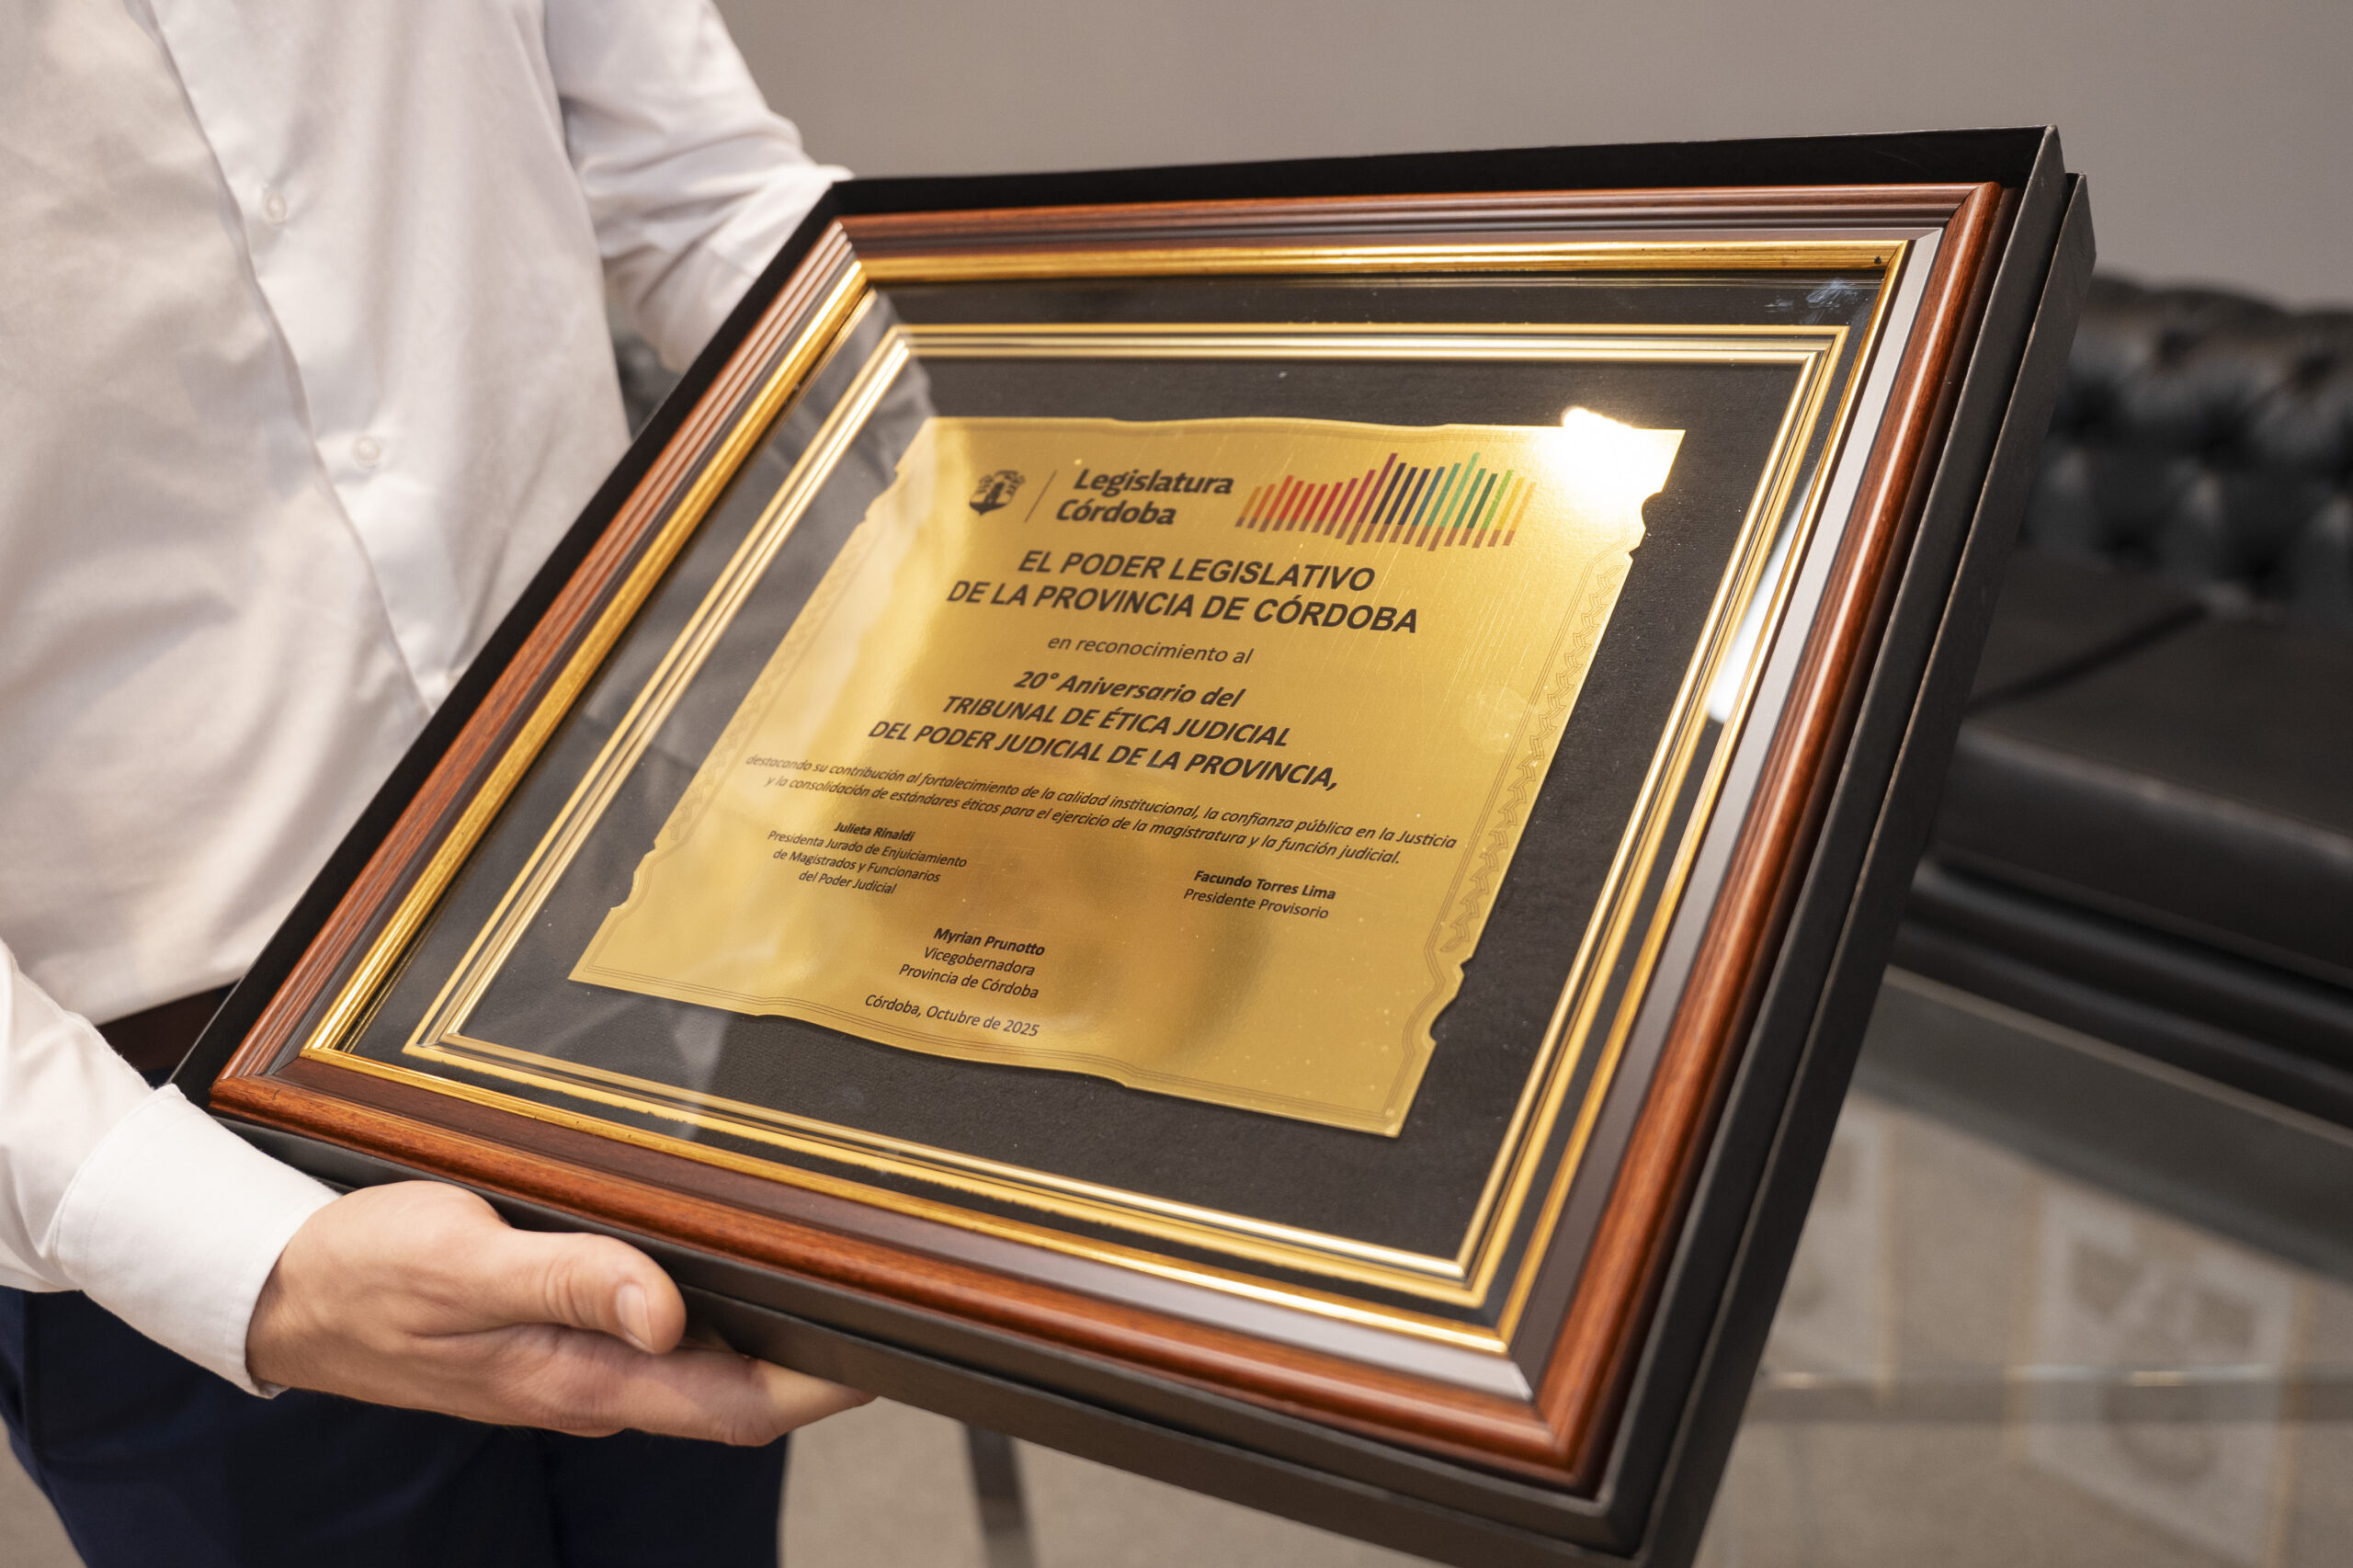 Legislatura
Córdoba
EL PODER LEGISLATIVO
DE LA PROVINCIA DE CÓRDOBA
en reconocimiento al
20° Aniversario del
TRIBUNAL DE ÉTICA JUDICIAL
DEL PODER JUDICIAL DE LA PROVINCIA,
destacando su contribución al fortalecimiento de la calidad institucional, la confianza pública en la Justicia
y la consolidación de estándares éticos para el ejercicio de la magistratura y la función judicial.
Julieta Rinaldi
Presidenta Jurado de Enjuiciamiento
de Magistrados y Funcionarios
del Poder Judicial
Facundo Torres Lima
Presidente Provisorio
Myrian Prunotto
Vicegobernadora
Provincia de Córdoba
Córdoba, Octubre de 2025